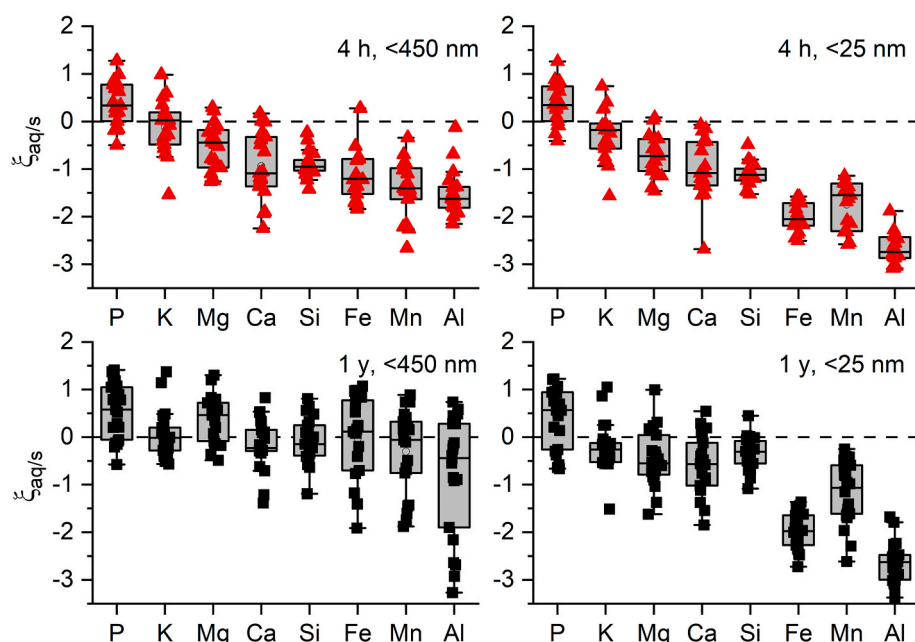 4 h, <450 nm
2
1
0
-1
-2
-3
ξaq/s
P K Mg Ca Si Fe Mn Al
4 h, <25 nm
2
1
0
-1
-2
-3
ξaq/s
P K Mg Ca Si Fe Mn Al
1 y, <450 nm
2
1
0
-1
-2
-3
ξaq/s
P K Mg Ca Si Fe Mn Al
1 y, <25 nm
2
1
0
-1
-2
-3
ξaq/s
P K Mg Ca Si Fe Mn Al